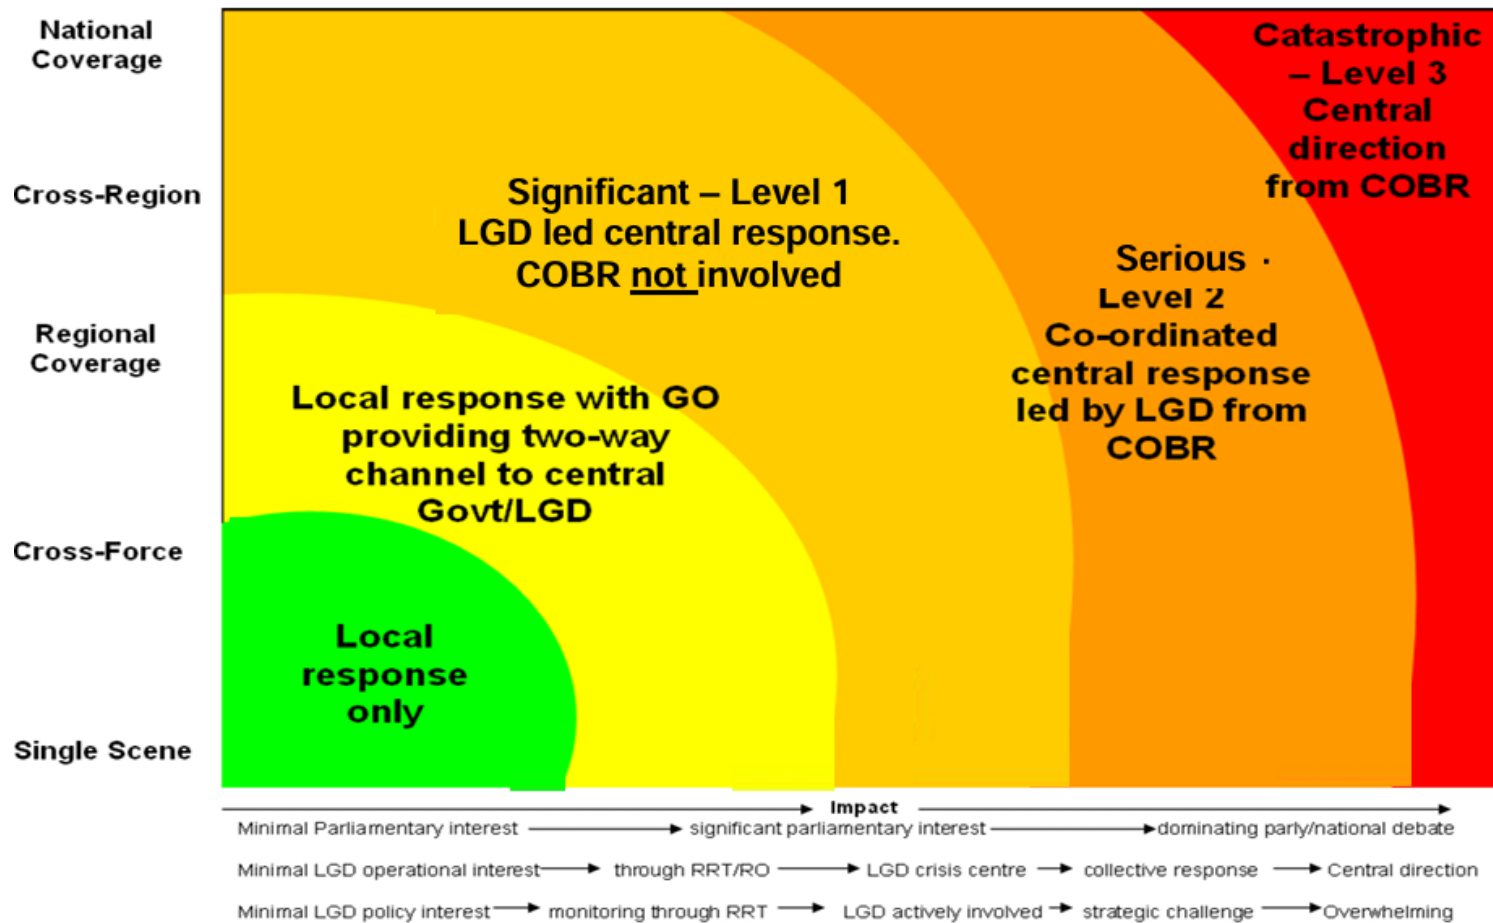 National
Coverage
Cross-Region
Regional
Coverage
Cross-Force
Single Scene
Catastrophic
– Level 3
Central
direction
from COBR
Significant – Level 1
LGD led central response.
COBR not involved
Serious -
Level 2
Co-ordinated
central response
led by LGD from
COBR
Local response with GO
providing two-way
channel to central
Govt/LGD
Local
response
only
Impact
Minimal Parliamentary interest significant parliamentary interest dominating parly/national debate
Minimal LGD operational interest through RRT/RO LGD crisis centre collective response Central direction
Minimal LGD policy interest monitoring through RRT LGD actively involved strategic challenge Overwhelming